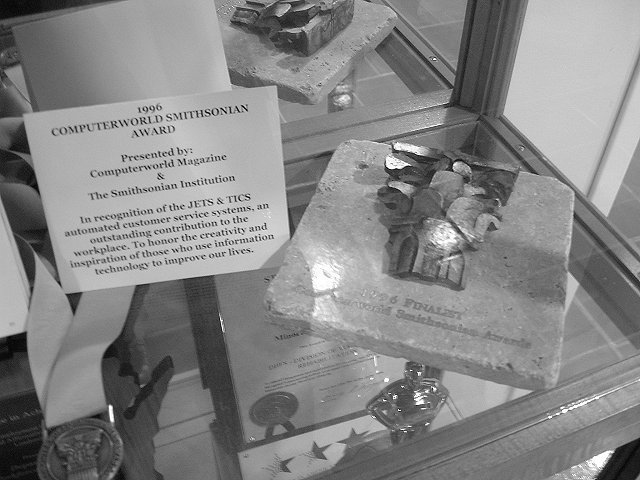 1996
COMPUTERWORLD SMITHSONIAN
AWARD
Presented by:
Computerworld Magazine
&
The Smithsonian Institution
In recognition of the JETS & TICS
automated customer service systems, an
outstanding contribution to the
workplace. To honor the creativity and
inspiration of those who use information
technology to improve our lives.
1996 FINALIST
Smithsonian Awards
DIVISION OF